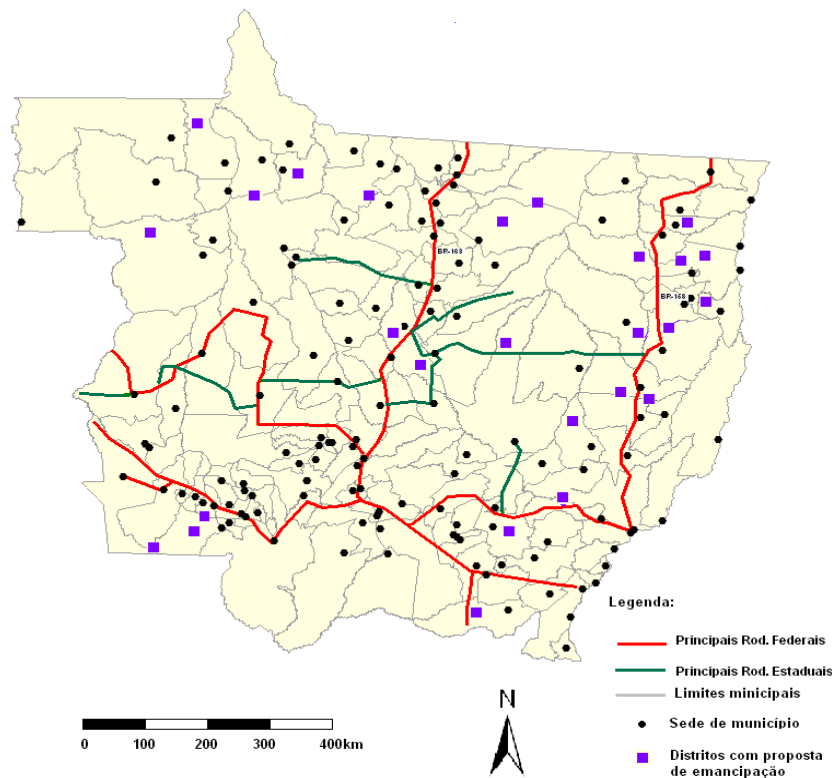 BR-163
BR-158
Legenda:
Principais Rod. Federais
Principais Rod. Estaduais
Limites minicipais
Sede de município
Distritos com proposta
de emancipação
N
0 100 200 300 400km